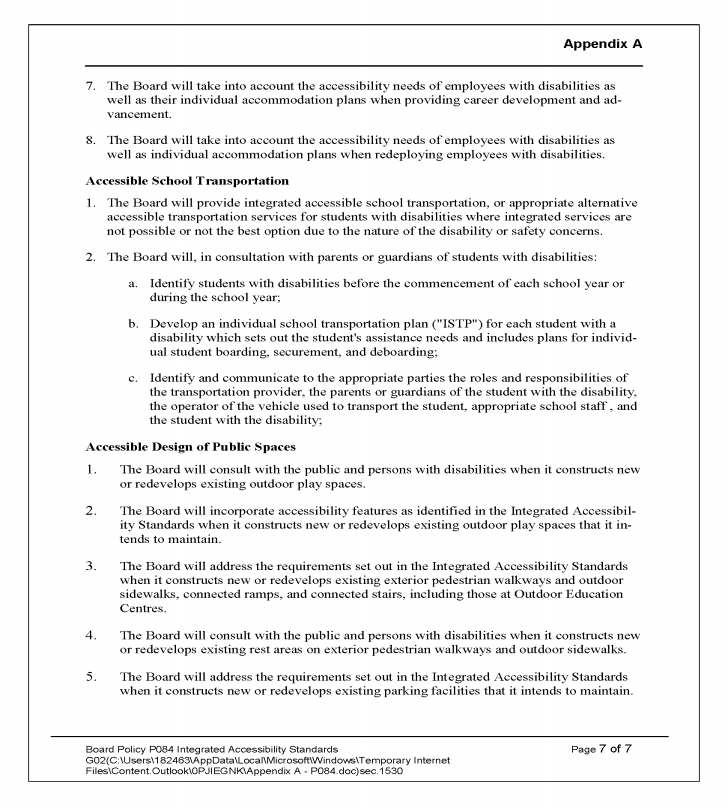 Appendix A
7. The Board will take into account the accessibility needs of employees with disabilities as
well as their individual accommodation plans when providing career development and ad-
vancement.
8. The Board will take into account the accessibility needs of employees with disabilities as
well as individual accommodation plans when redeploying employees with disabilities.
Accessible School Transportation
1. The Board will provide integrated accessible school transportation, or appropriate alternative
accessible transportation services for students with disabilities where integrated services are
not possible or not the best option due to the nature of the disability or safety concerns.
2. The Board will, in consultation with parents or guardians of students with disabilities:
a. Identify students with disabilities before the commencement of each school year or
during the school year;
b. Develop an individual school transportation plan ("ISTP") for each student with a
disability which sets out the student's assistance needs and includes plans for individ-
ual student boarding, securement, and deboarding;
c. Identify and communicate to the appropriate parties the roles and responsibilities of
the transportation provider, the parents or guardians of the student with the disability,
the operator of the vehicle used to transport the student, appropriate school staff , and
the student with the disability;
Accessible Design of Public Spaces
1. The Board will consult with the public and persons with disabilities when it constructs new
or redevelops existing outdoor play spaces.
2. The Board will incorporate accessibility features as identified in the Integrated Accessibil-
ity Standards when it constructs new or redevelops existing outdoor play spaces that it in-
tends to maintain.
3. The Board will address the requirements set out in the Integrated Accessibility Standards
when it constructs new or redevelops existing exterior pedestrian walkways and outdoor
sidewalks, connected ramps, and connected stairs, including those at Outdoor Education
Centres.
4. The Board will consult with the public and persons with disabilities when it constructs new
or redevelops existing rest areas on exterior pedestrian walkways and outdoor sidewalks.
5. The Board will address the requirements set out in the Integrated Accessibility Standards
when it constructs new or redevelops existing parking facilities that it intends to maintain.
Board Policy P084 Integrated Accessibility Standards Page 7 of 7
G02(C:\Users\182463\AppData\Local\Microsoft\Windows\Temporary Internet
Files\Content.Outlook\0PJIEGNK\Appendix A - P084.doc)sec.1530